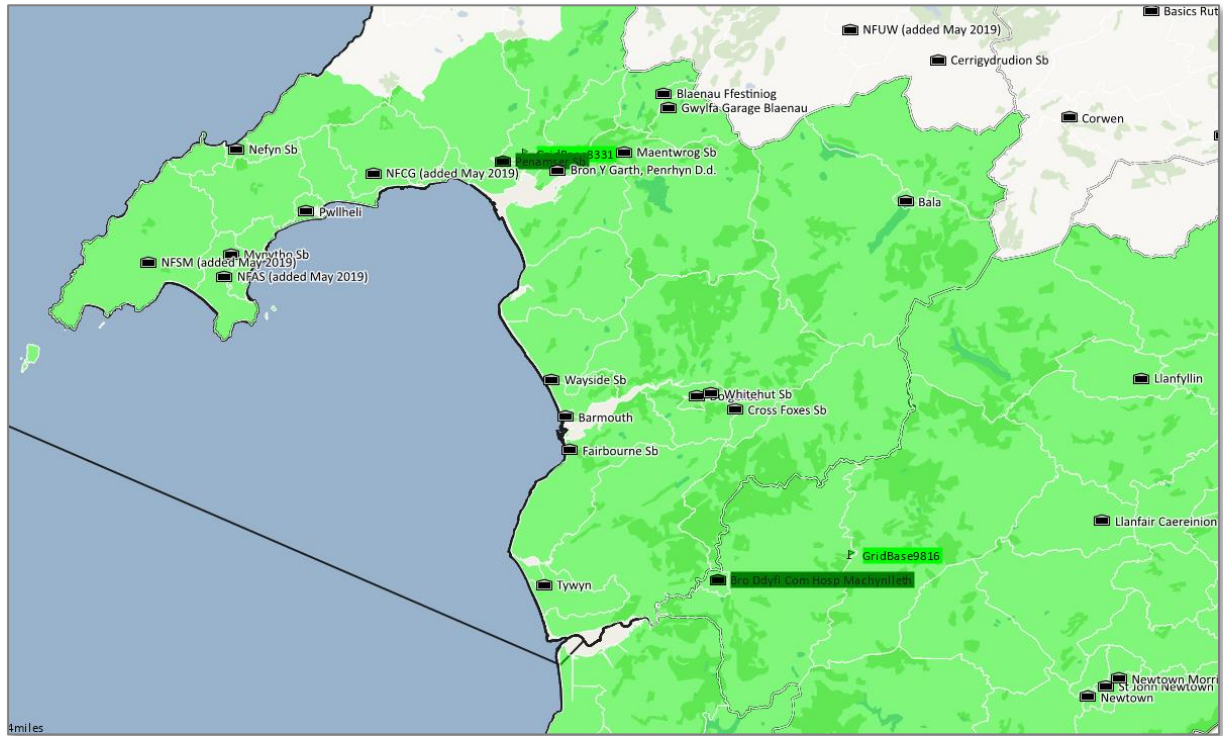 Basics Rut
NFUW (added May 2019)
Cerrigydrudion Sb
Blaenau Ffestiniog
Gwylfa Garage Blaenau
Corwen
Nefyn Sb
GridBase8331
Maentwrog Sb
Penamser Sb
NFCG (added May 2019)
Bron Y Garth, Penrhyn D.d.
Bala
Pwllheli
Mynytho Sb
NFSM (added May 2019)
NFAS (added May 2019)
Wayside Sb
Llanfyllin
Whitehut Sb
Cross Foxes Sb
Barmouth
Fairbourne Sb
Llanfair Caereinion
GridBase9816
Bro Ddyfi Com Hosp Machynlleth
Tywyn
Newtown Morri
St John Newtown
Newtown
4miles